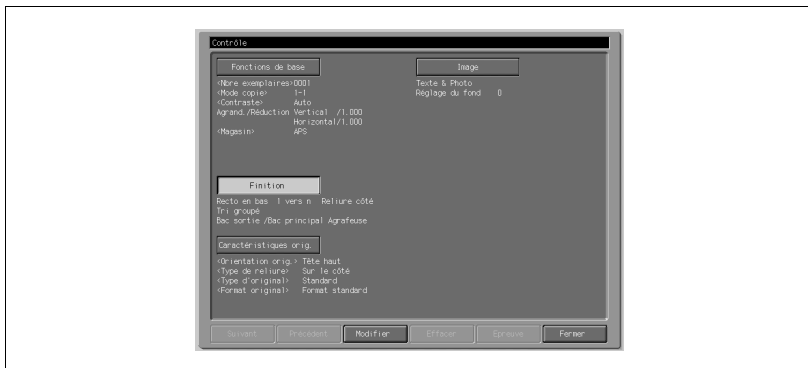 Contrôle
Fonctions de base
<Nbre exemplaires>0001
<Mode copie> 1-1
<Contraste> Auto
Agrand./Réduction Vertical /1.000
Horizontal/1.000
<Magasin> APS
Image
Texte & Photo
Réglage du fond 0
Finition
Recto en bas 1 vers n Reliure côté
Tri groupé
Bac sortie /Bac principal Agrafeuse
Caractéristiques orig.
<Orientation orig.> Tête haut
<Type de reliure> Sur le côté
<Type d'original> Standard
<Format original> Format standard
Suivant Précédent Modifier Effacer Epreuve Fermer